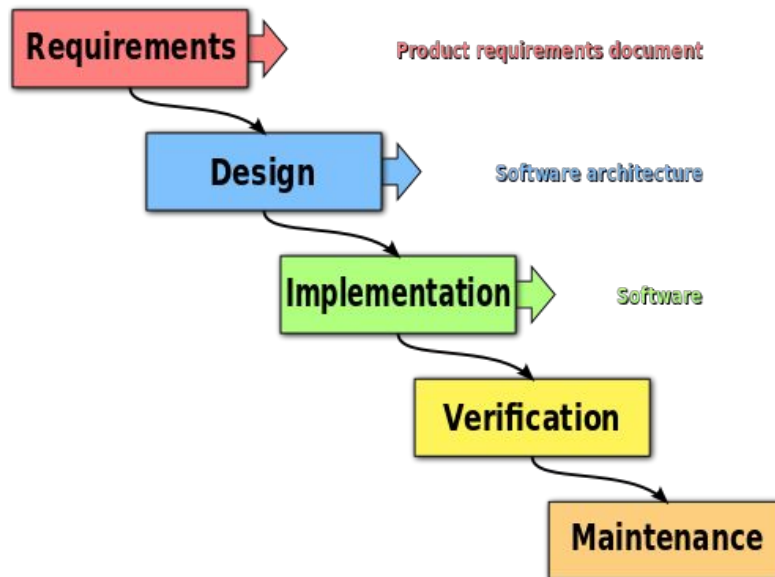 Requirements
Product requirements document
Design
Software architecture
Implementation
Software
Verification
Maintenance